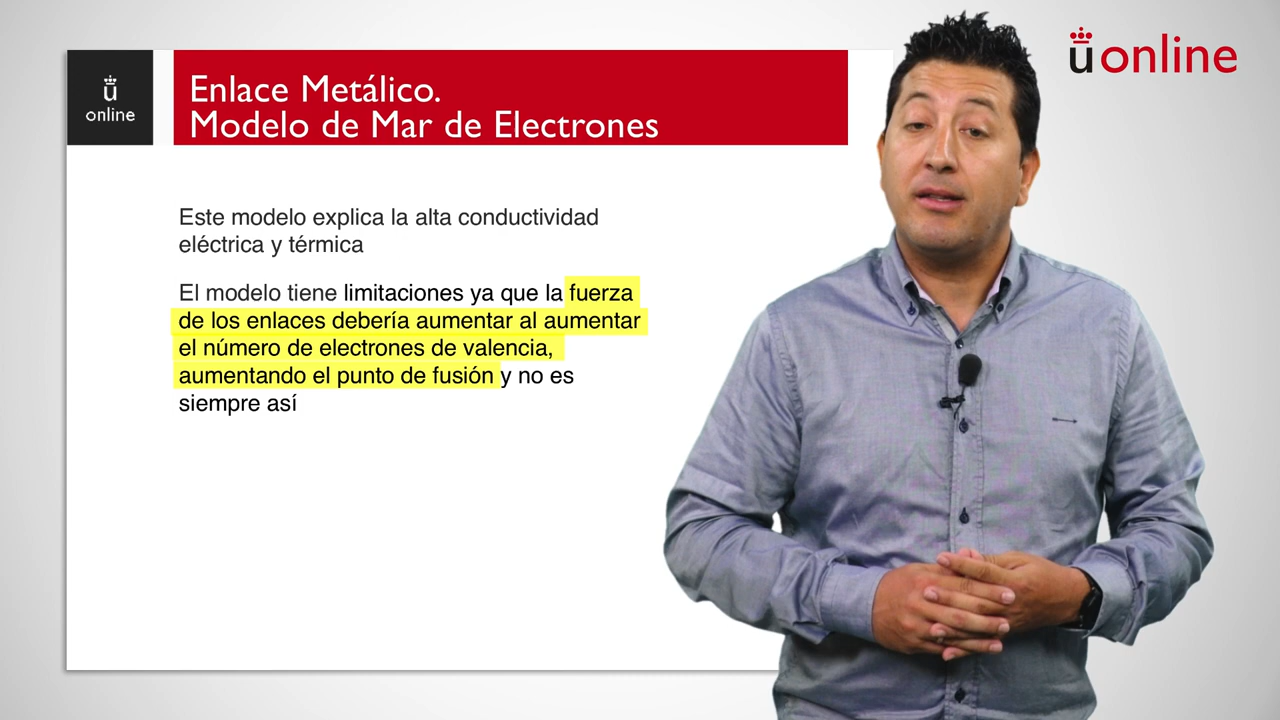 ü online
ü
online
Enlace Metálico.
Modelo de Mar de Electrones
Este modelo explica la alta conductividad
eléctrica y térmica
El modelo tiene limitaciones ya que la fuerza
de los enlaces debería aumentar al aumentar
el número de electrones de valencia,
aumentando el punto de fusión y no es
siempre así